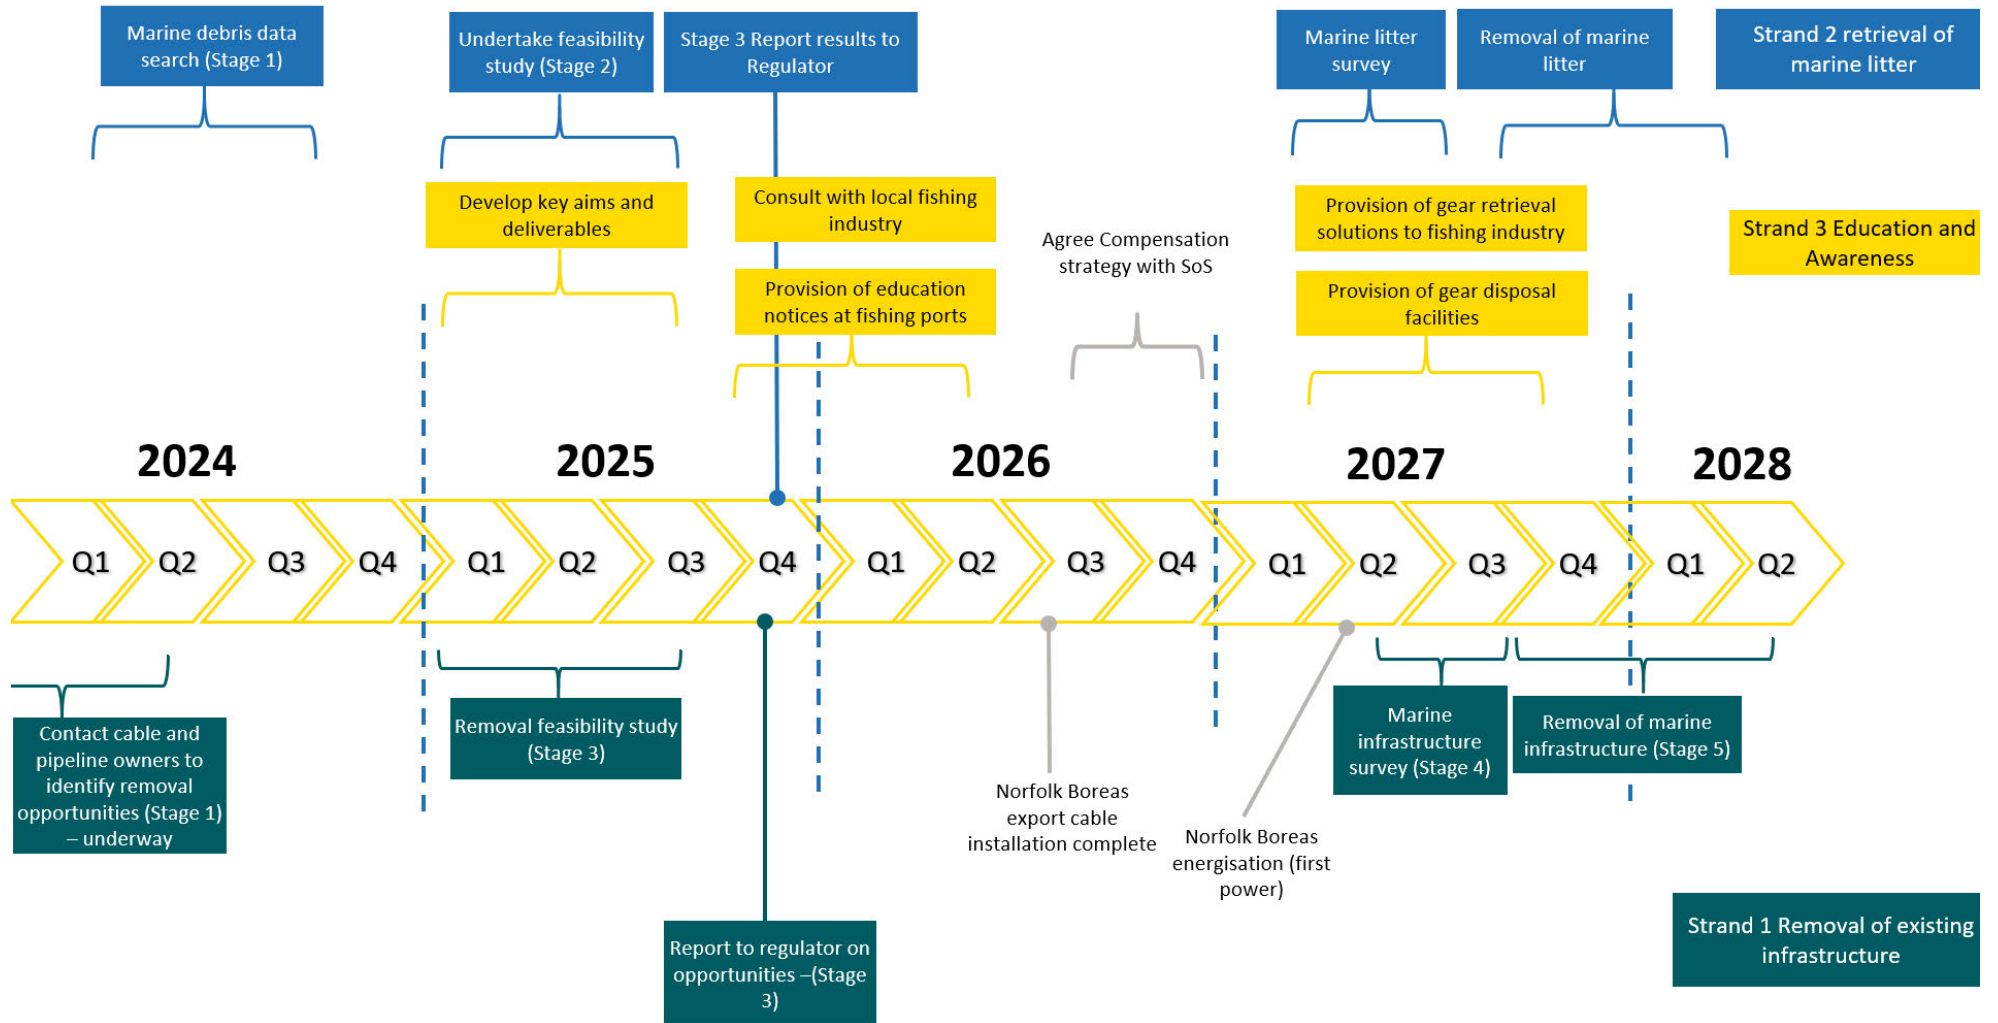 Marine debris data
search (Stage 1)
Undertake feasibility
study (Stage 2)
Stage 3 Report results to
Regulator
Marine litter
survey
Removal of marine
litter
Strand 2 retrieval of
marine litter
Develop key aims and
deliverables
Consult with local fishing
industry
Provision of education
notices at fishing ports
Agree Compensation
strategy with SoS
Provision of gear retrieval
solutions to fishing industry
Provision of gear disposal
facilities
Strand 3 Education and
Awareness
2024
2025
2026
2027
2028
Q1 Q2 Q3 Q4 Q1 Q2 Q3 Q4 Q1 Q2 Q3 Q4 Q1 Q2 Q3 Q4 Q1 Q2
Contact cable and
pipeline owners to
identify removal
opportunities (Stage 1)
– underway
Removal feasibility study
(Stage 3)
Report to regulator on
opportunities –(Stage
3)
Norfolk Boreas
export cable
installation complete
Norfolk Boreas
energisation (first
power)
Marine
infrastructure
survey (Stage 4)
Removal of marine
infrastructure (Stage 5)
Strand 1 Removal of existing
infrastructure